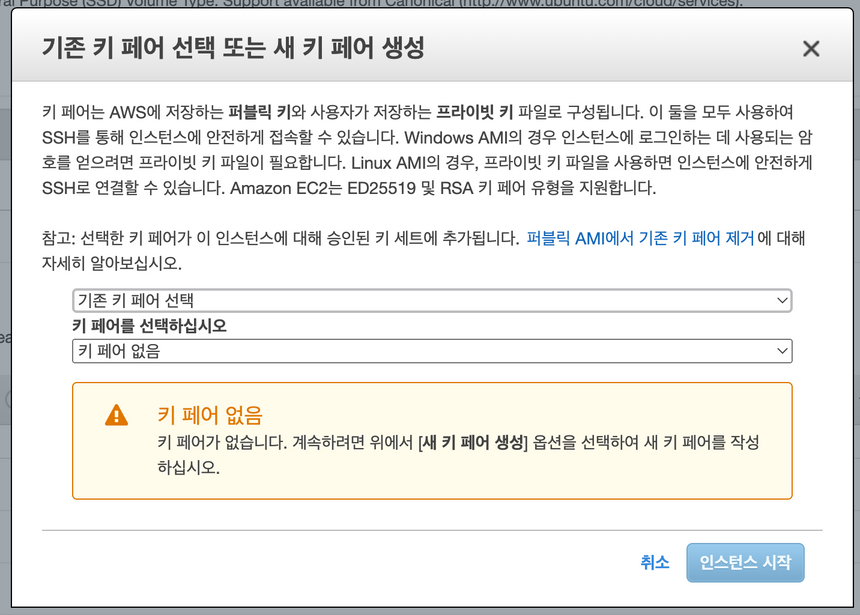 ral Purpose (SSD) Volume Type. Support available from Canonical (http://www.ubuntu.com/cloud/services).
기존 키 페어 선택 또는 새 키 페어 생성
키 페어는 AWS에 저장하는 퍼블릭 키와 사용자가 저장하는 프라이빗 키 파일로 구성됩니다. 이 둘을 모두 사용하여
SSH를 통해 인스턴스에 안전하게 접속할 수 있습니다. Windows AMI의 경우 인스턴스에 로그인하는 데 사용되는 암
호를 얻으려면 프라이빗 키 파일이 필요합니다. Linux AMI의 경우, 프라이빗 키 파일을 사용하면 인스턴스에 안전하게
SSH로 연결할 수 있습니다. Amazon EC2는 ED25519 및 RSA 키 페어 유형을 지원합니다.
참고: 선택한 키 페어가 이 인스턴스에 대해 승인된 키 세트에 추가됩니다. 퍼블릭 AMI에서 기존 키 페어 제거 에 대해
자세히 알아보십시오.
기존 키 페어 선택
키 페어를 선택하십시오
키 페어 없음
키 페어 없음
키 페어가 없습니다. 계속하려면 위에서 [새 키 페어 생성] 옵션을 선택하여 새 키 페어를 작성
하십시오.
취소 인스턴스 시작